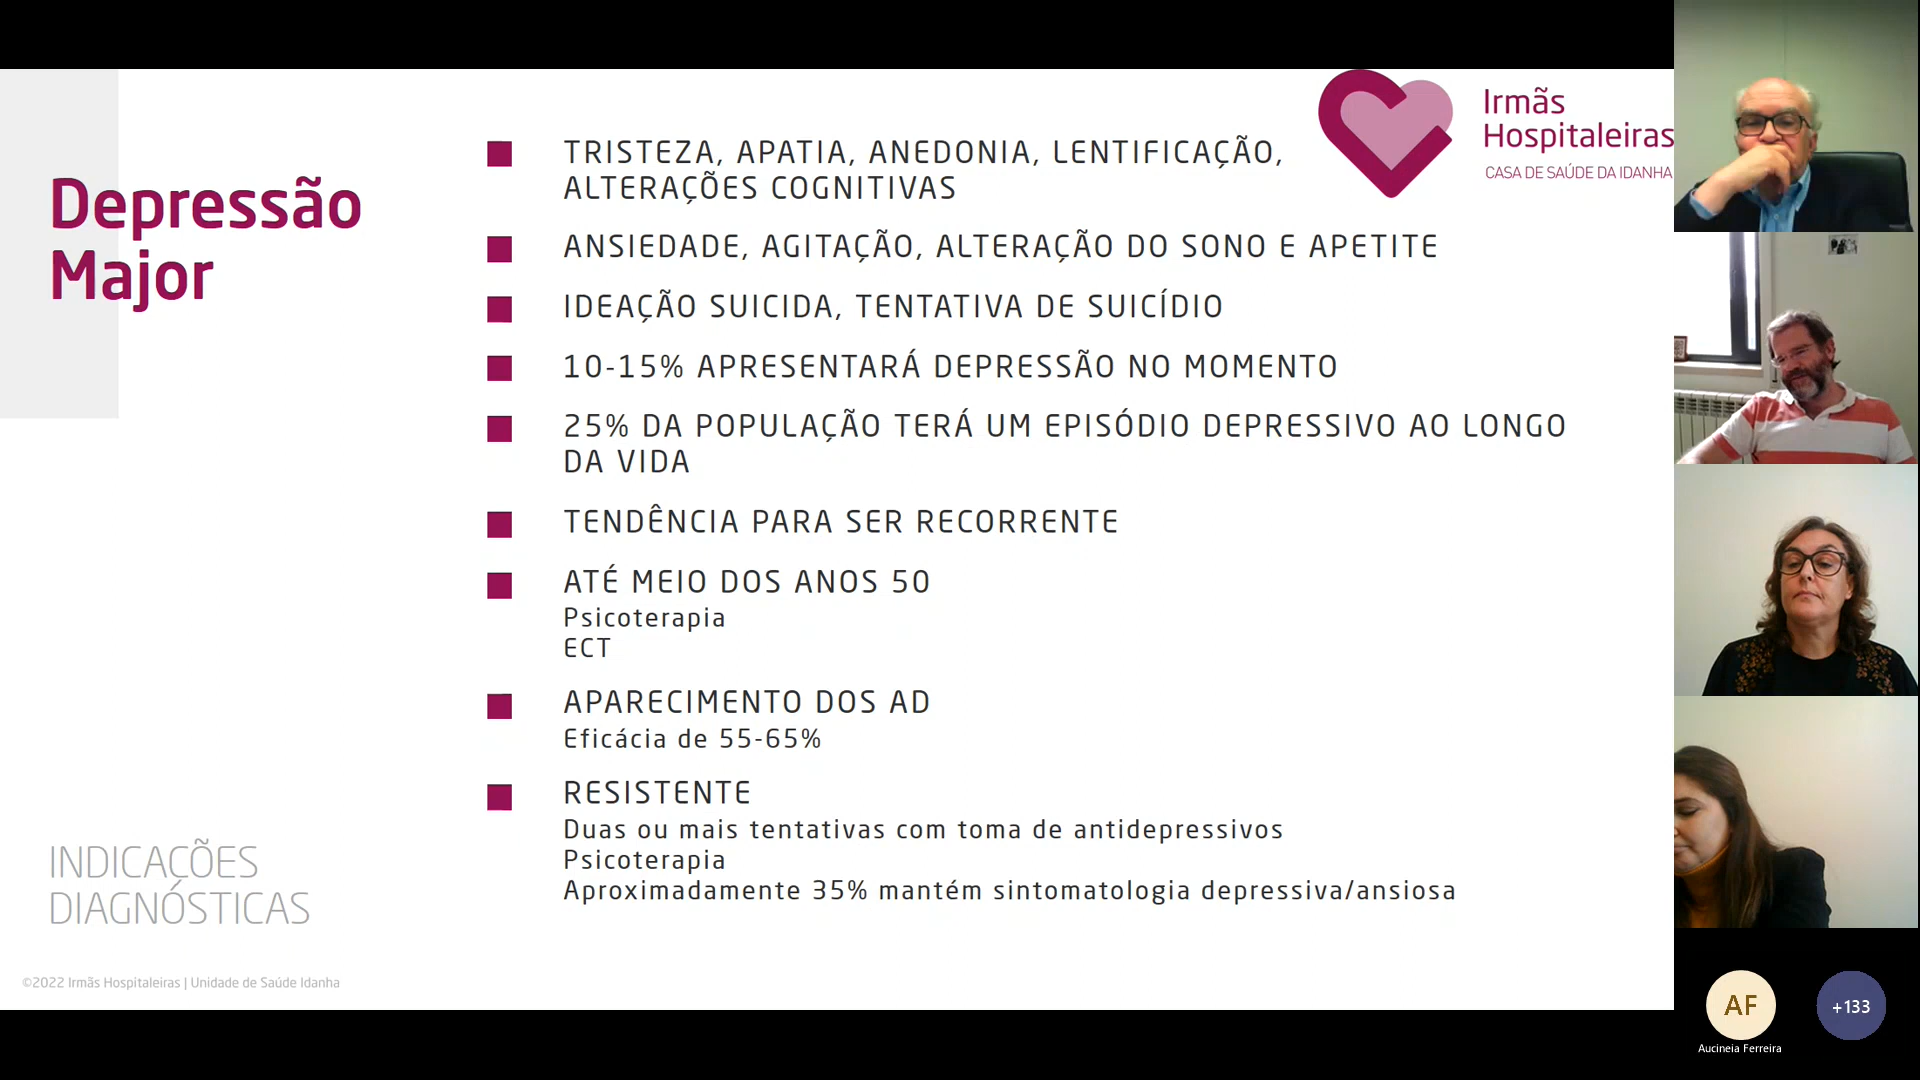 Depressão
Major
TRISTEZA, APATIA, ANEDONIA, LENTIFICAÇÃO,
ALTERAÇÕES COGNITIVAS
ANSIEDADE, AGITAÇÃO, ALTERAÇÃO DO SONO E APETITE
IDEAÇÃO SUICIDA, TENTATIVA DE SUICÍDIO
10-15% APRESENTARÁ DEPRESSÃO NO MOMENTO
25% DA POPULAÇÃO TERÁ UM EPISÓDIO DEPRESSIVO AO LONGO
DA VIDA
TENDÊNCIA PARA SER RECORRENTE
ATÉ MEIO DOS ANOS 50
Psicoterapia
ECT
APARECIMENTO DOS AD
Eficácia de 55-65%
RESISTENTE
Duas ou mais tentativas com toma de antidepressivos
Psicoterapia
Aproximadamente 35% mantém sintomatologia depressiva/ansiosa
INDICAÇÕES
DIAGNÓSTICAS
©2022 Irmãs Hospitaleiras | Unidade de Saúde Idanha
Irmãs
Hospitaleiras
CASA DE SAÚDE DA IDANHA
AF
Aucineia Ferreira
+133